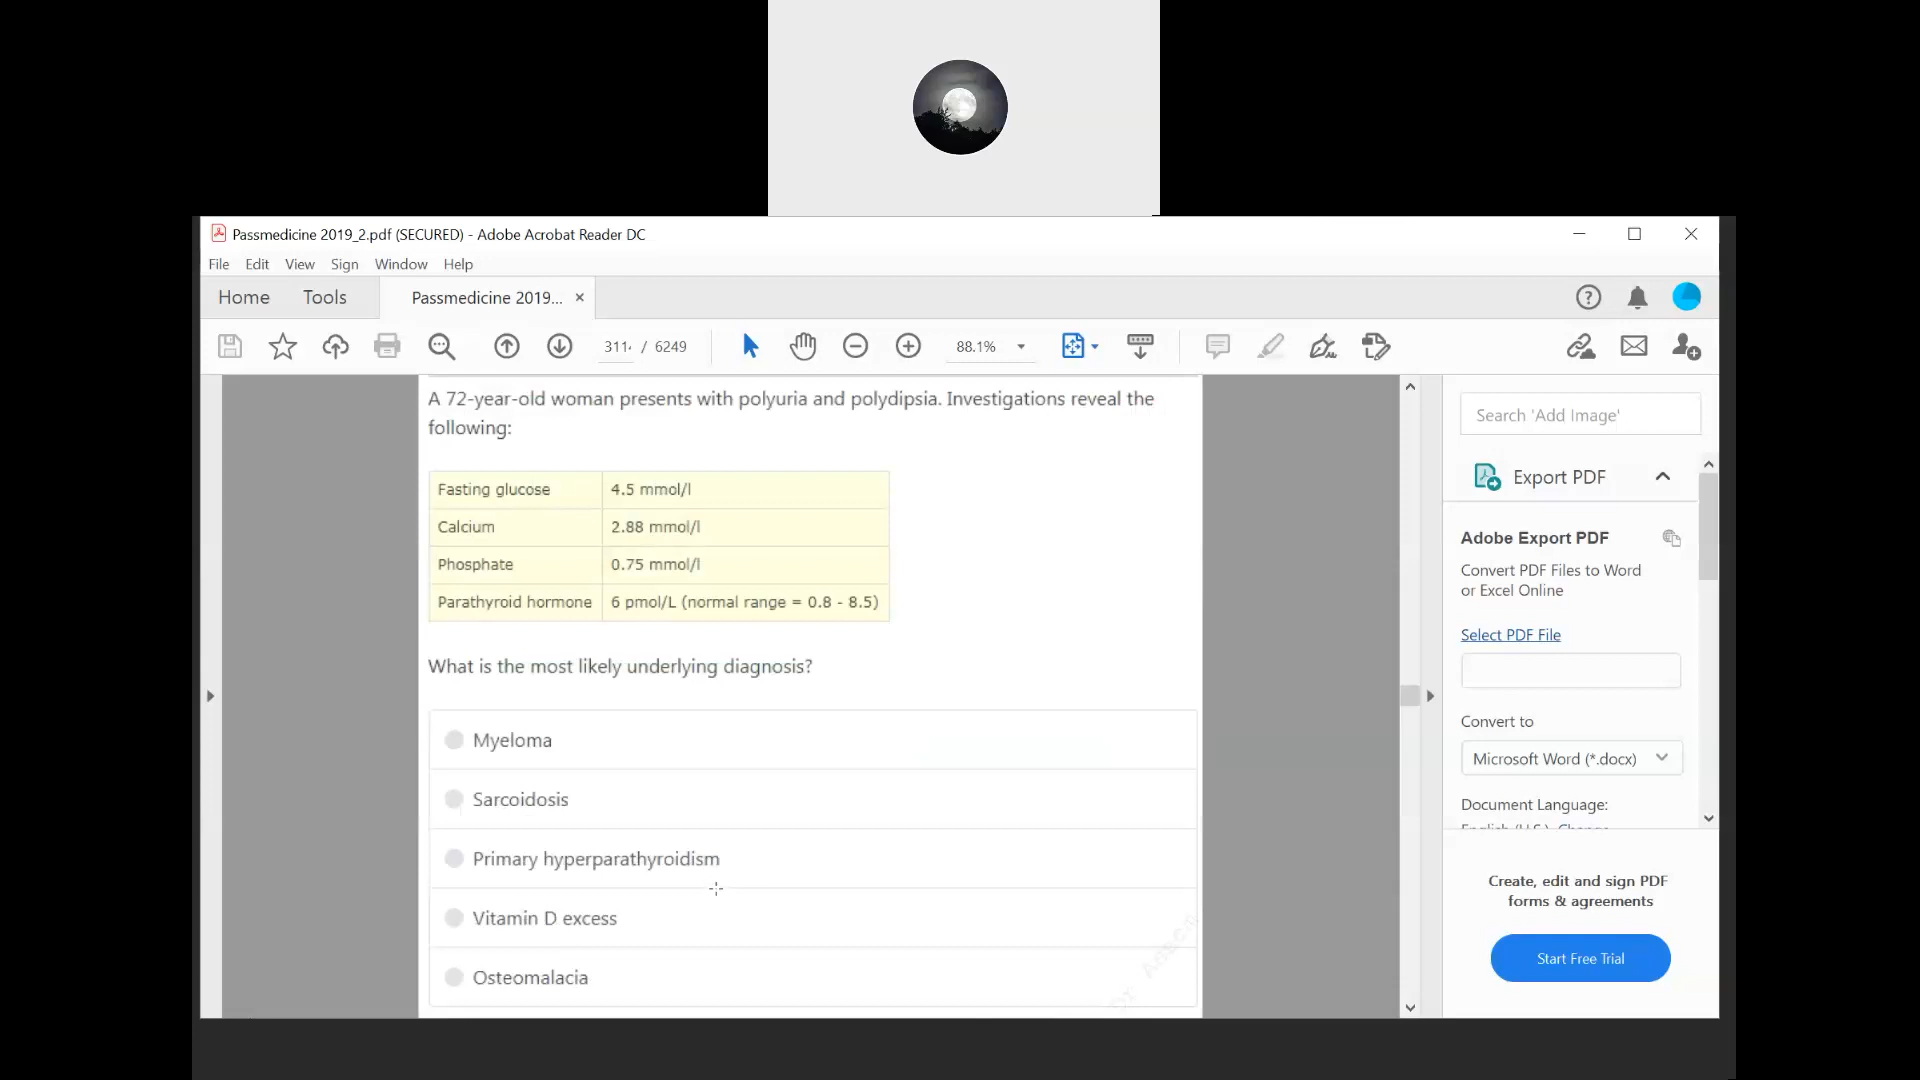 Passmedicine 2019_2.pdf (SECURED) - Adobe Acrobat Reader DC
File Edit View Sign Window Help
Home Tools Passmedicine 2019... ×
/ 6249 88.1%
A 72-year-old woman presents with polyuria and polydipsia. Investigations reveal the
following:
Fasting glucose 4.5 mmol/l
Calcium 2.88 mmol/l
Phosphate 0.75 mmol/l
Parathyroid hormone 6 pmol/L (normal range = 0.8 - 8.5)
What is the most likely underlying diagnosis?
Myeloma
Sarcoidosis
Primary hyperparathyroidism
Vitamin D excess
Osteomalacia
Search 'Add Image'
Export PDF
Adobe Export PDF
Convert PDF Files to Word
or Excel Online
Select PDF File
Convert to
Microsoft Word (*.docx)
Document Language:
Create, edit and sign PDF
forms & agreements
Start Free Trial